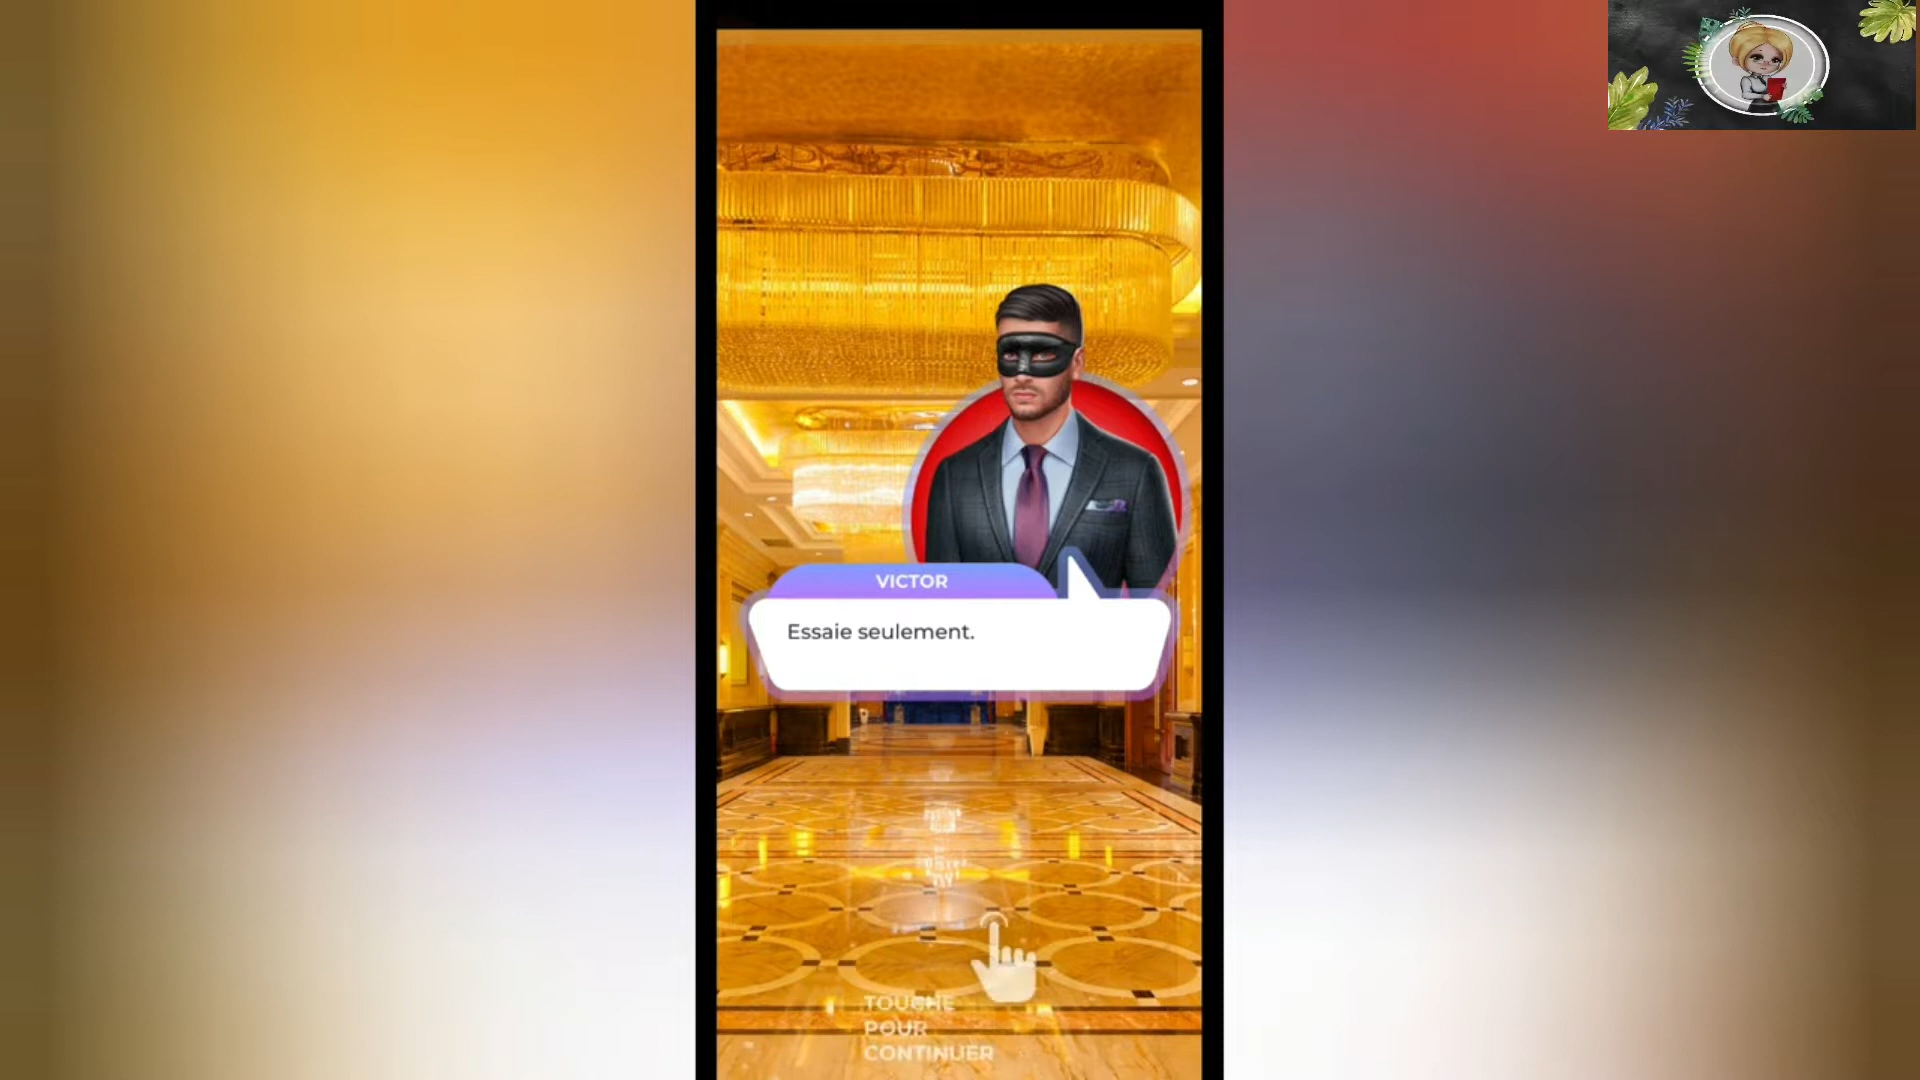 VICTOR
Essaie seulement.
TOUCHE
POUR
CONTINUER